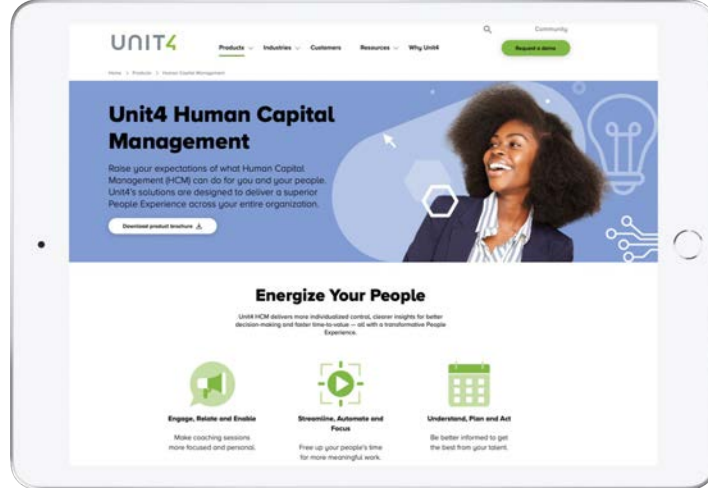 UNIT4
Community
Products
Industries
Customers
Resources
Why Unit4
Request a demo
Home > Products > Human Capital Management
Unit4 Human Capital
Management
Raise your expectations of what Human Capital
Management (HCM) can do for you and your people.
Unit4's solutions are designed to deliver a superior
People Experience across your entire organization.
Download product brochure
Energize Your People
Unit4 HCM delivers more individualized control, clearer insights for better
decision-making and faster time-to-value — all with a transformative People
Experience.
Engage, Relate and Enable
Make coaching sessions
more focused and personal.
Streamline, Automate and
Focus
Free up your people's time
for more meaningful work.
Understand, Plan and Act
Be better informed to get
the best from your talent.